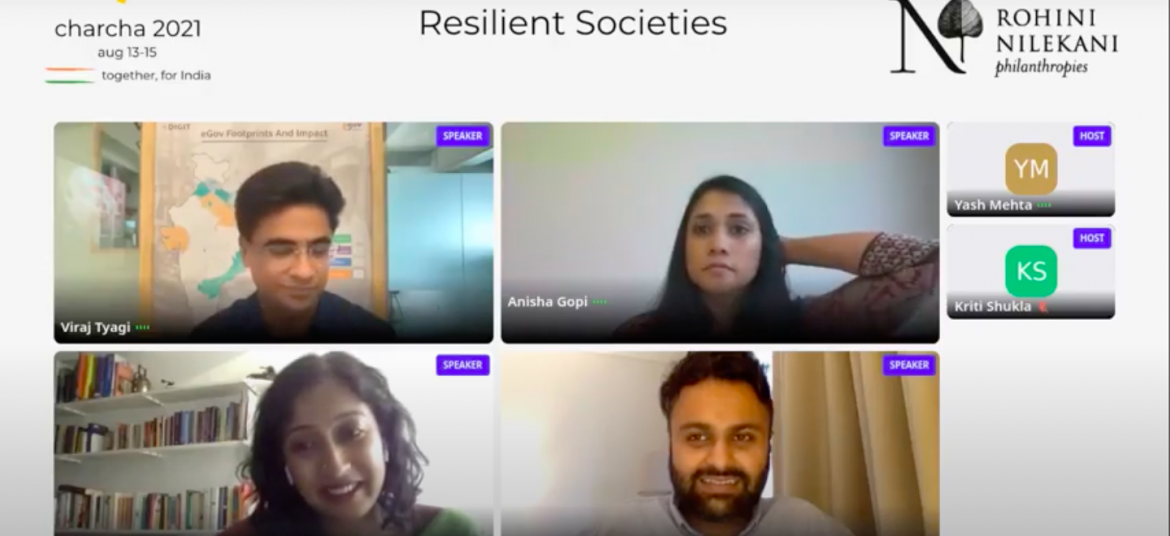 charcha 2021
aug 13-15
together, for India
Resilient Societies
ROHINI
NILEKANI
philanthropies
DIGIT
eGov Footprints And Impact
SPEAKER
Viraj Tyagi
SPEAKER
Anisha Gopi
HOST
YM
Yash Mehta
HOST
KS
Kriti Shukla
SPEAKER
SPEAKER